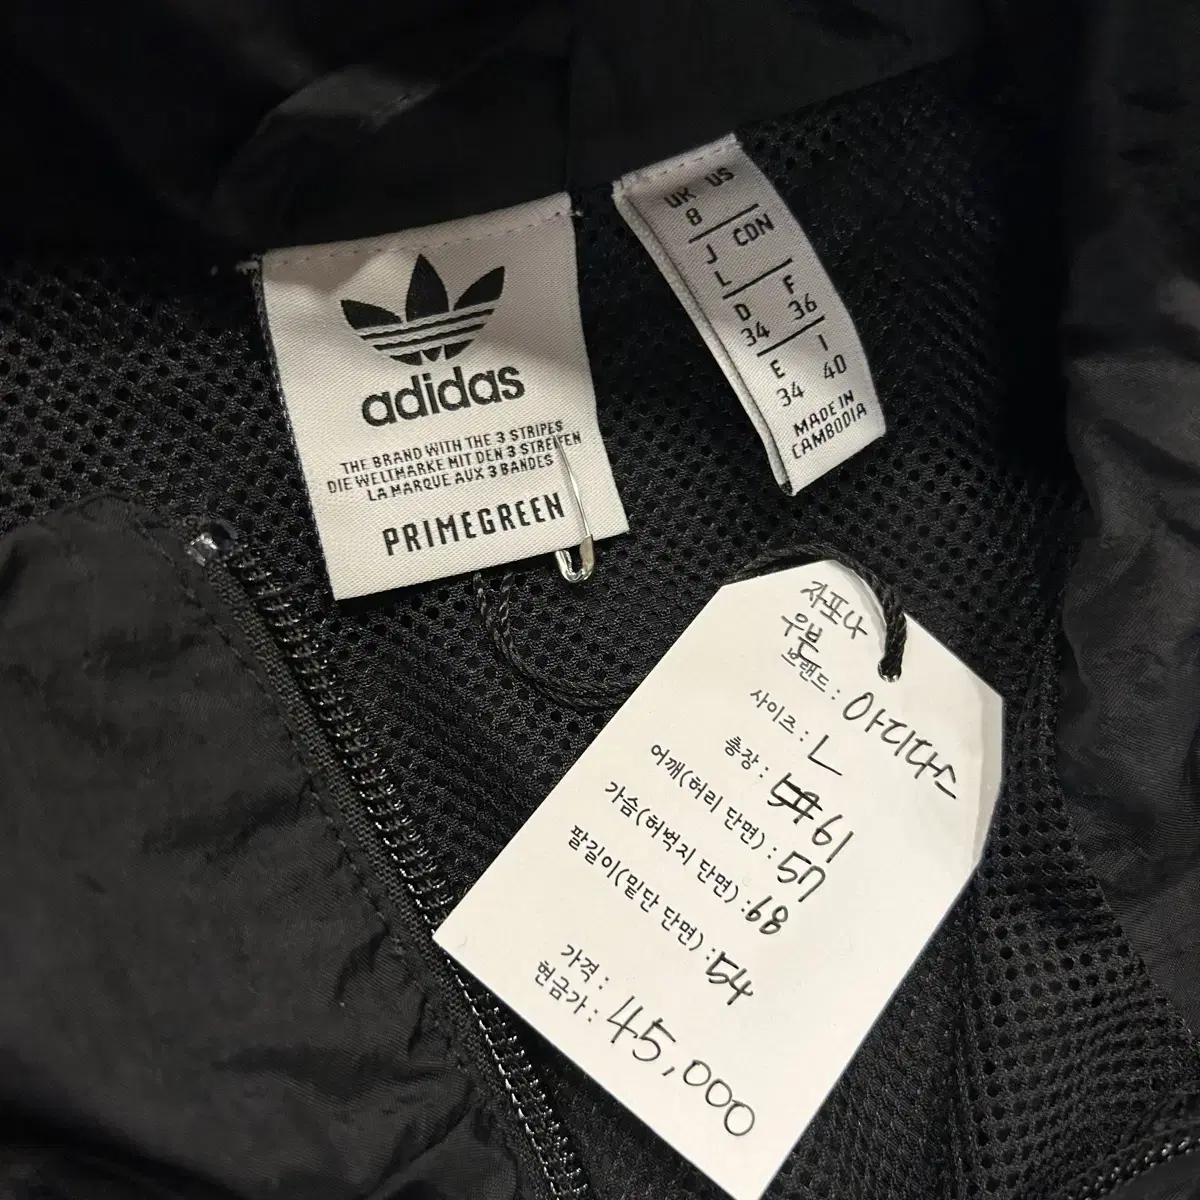 adidas
THE BRAND WITH THE 3 STRIPES
DIE WELTMARKE MIT DEN 3 STREIFEN
LA MARQUE AUX 3 BANDES
PRIMEGREEN
UK US
8
J CDN
L
D F
34 36
E I
34 40
MADE IN
CAMBODIA
자포나
우븐
브랜드 : 아디다스
사이즈 : L
총장 : 61
어깨(허리 단면) : 57
가슴(허벅지 단면) : 68
팔길이(밑단 단면) : 54
가격 :
현금가 : 45,000